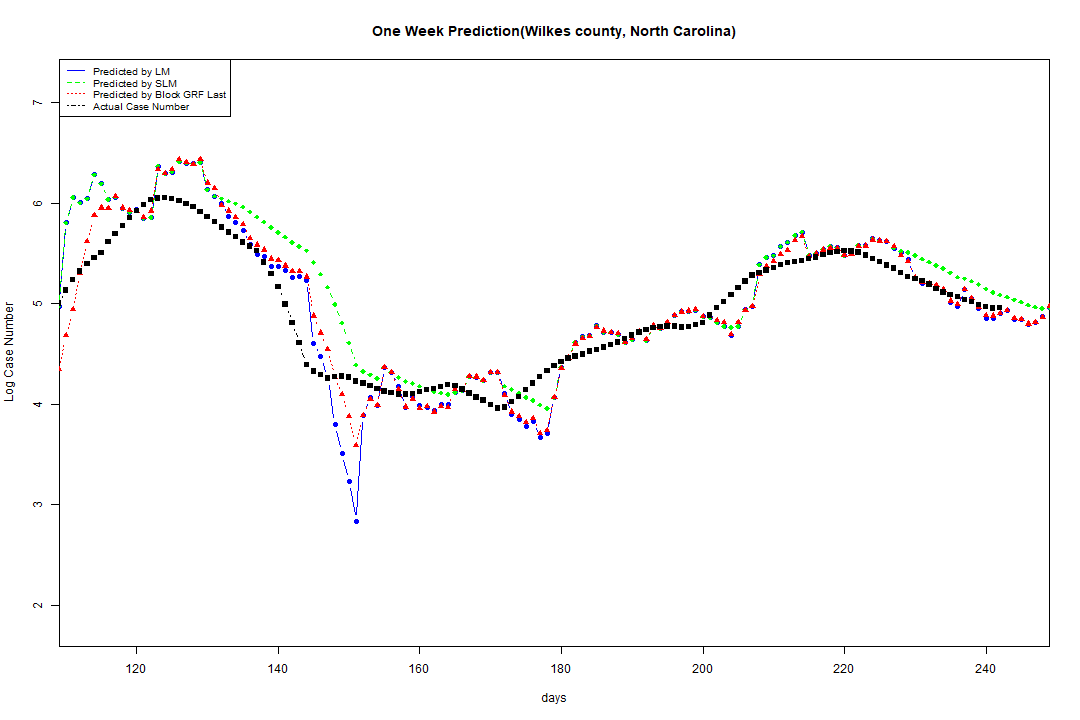 One Week Prediction(Wilkes county, North Carolina)
Predicted by LM
Predicted by SLM
Predicted by Block GRF Last
Actual Case Number
Log Case Number
7
6
5
4
3
2
120 140 160 180 200 220 240
days